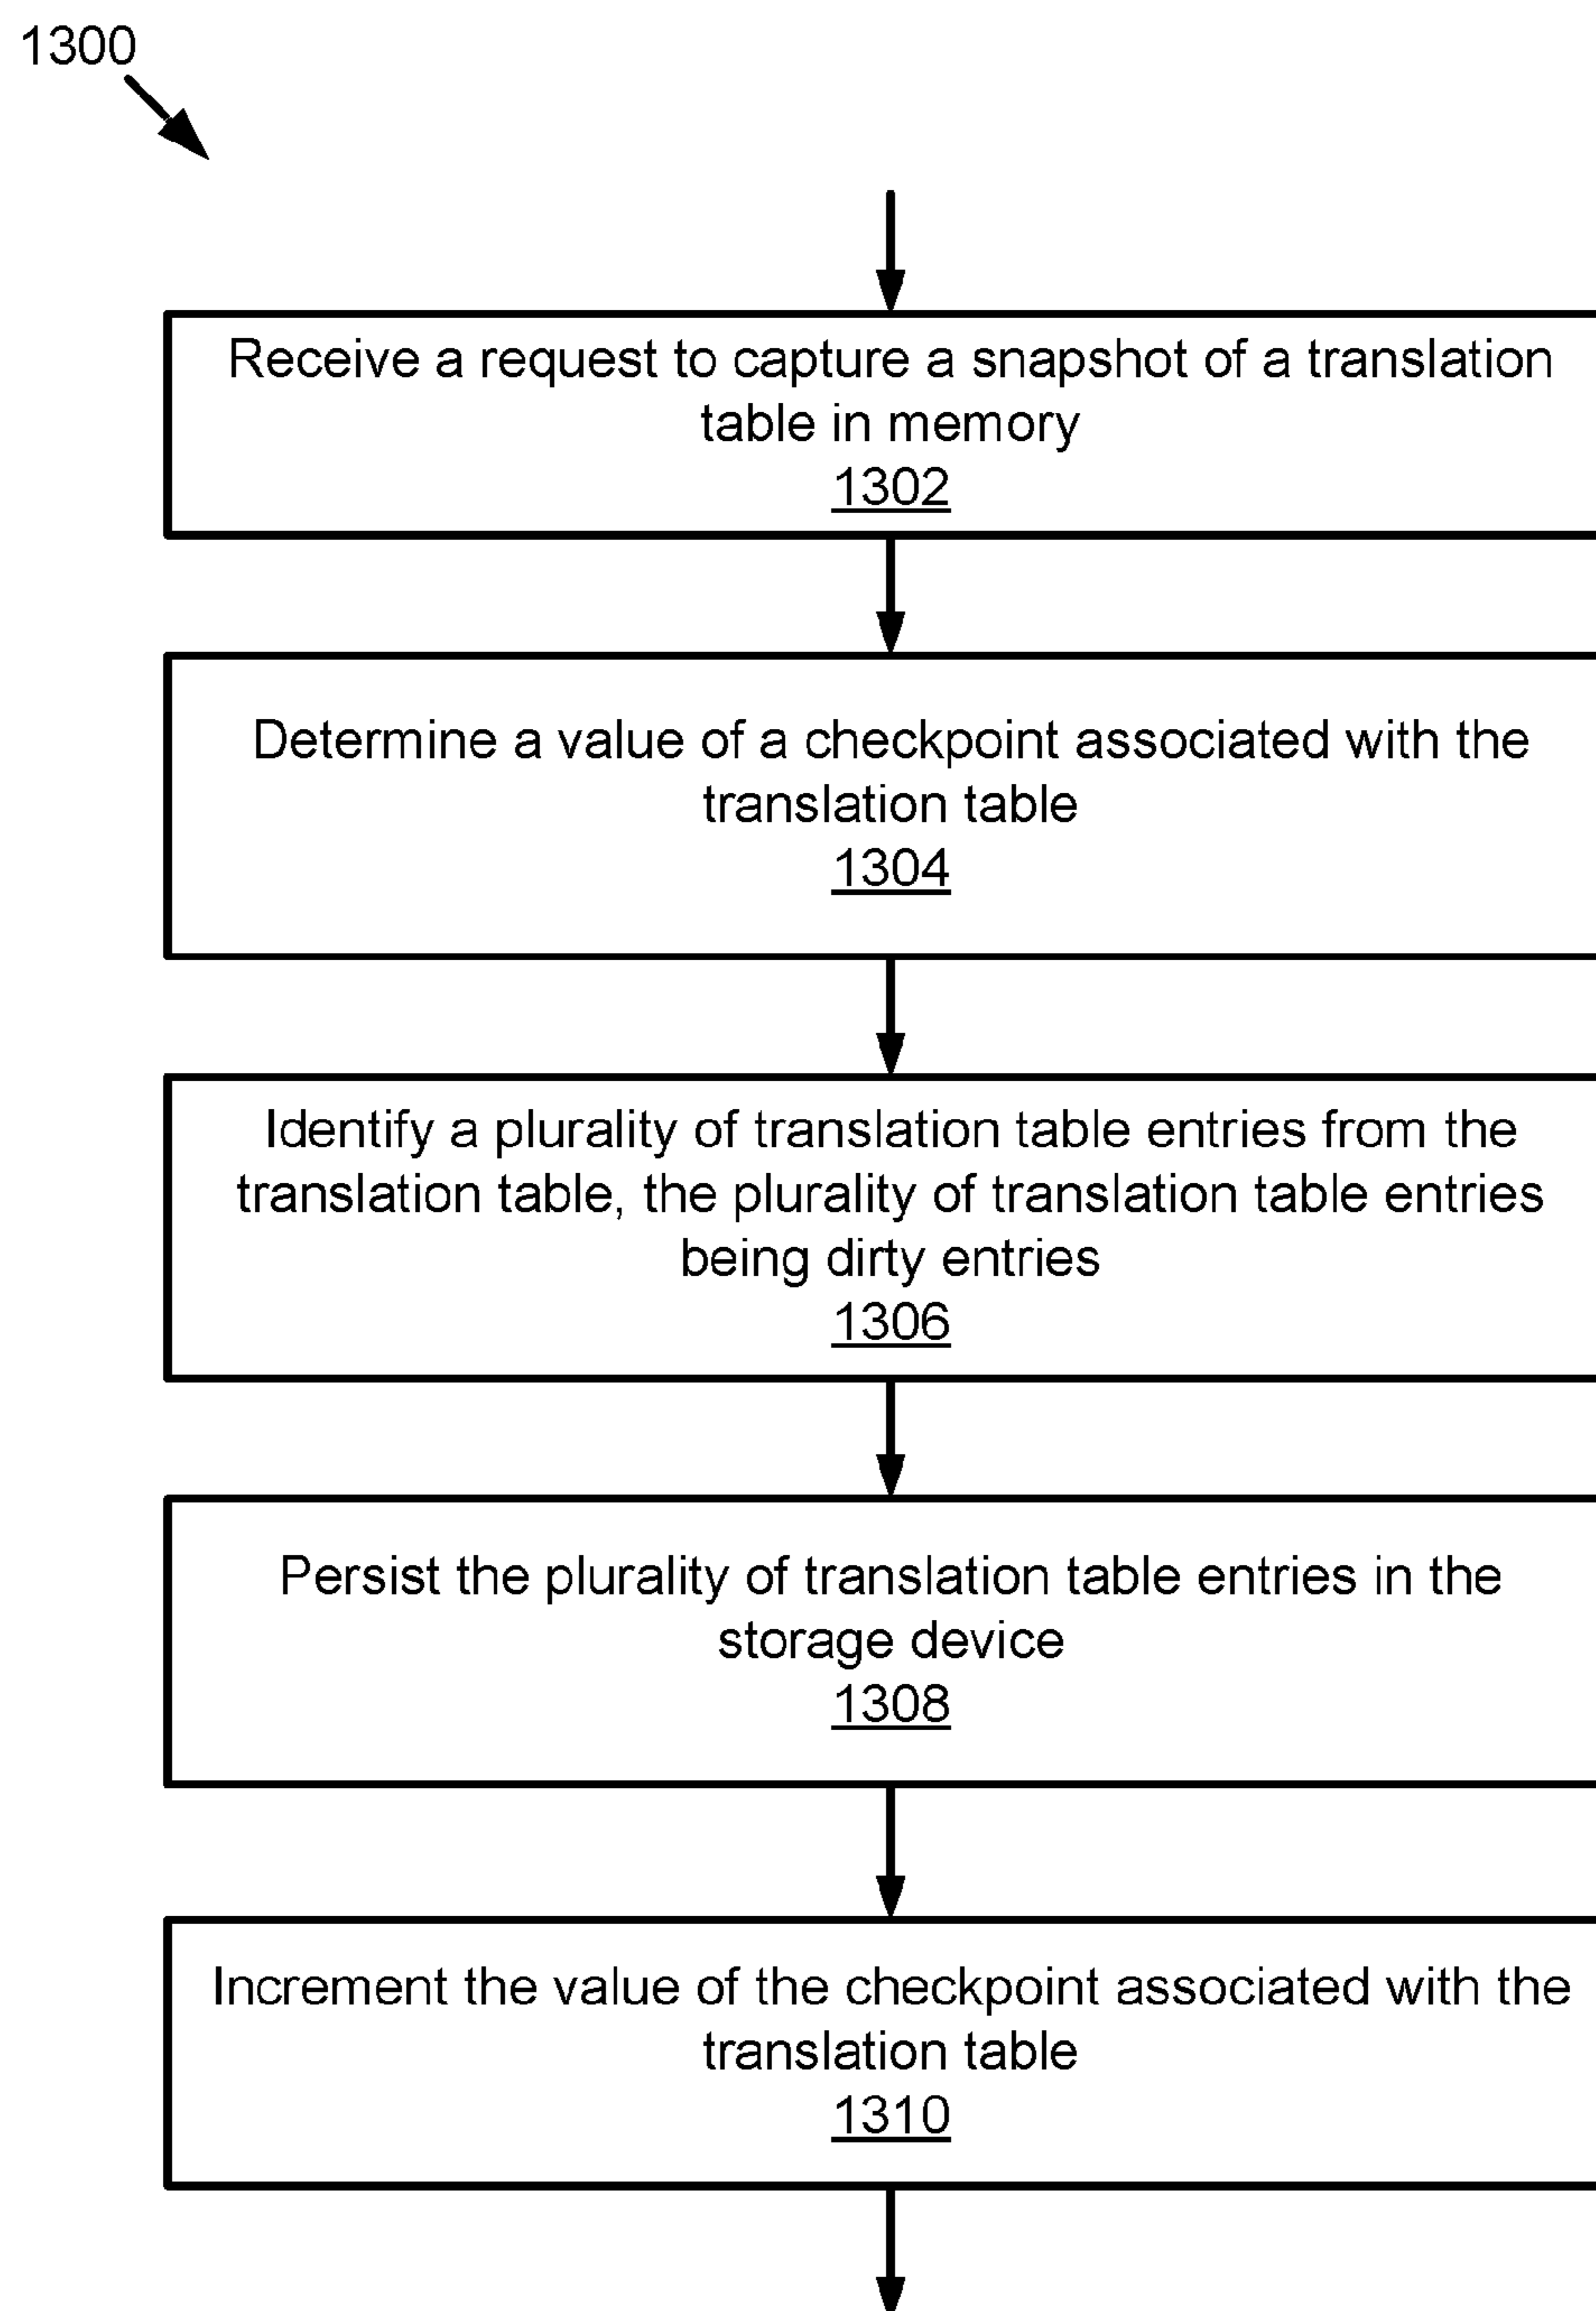 1300
Receive a request to capture a snapshot of a translation
table in memory
1302
Determine a value of a checkpoint associated with the
translation table
1304
Identify a plurality of translation table entries from the
translation table, the plurality of translation table entries
being dirty entries
1306
Persist the plurality of translation table entries in the
storage device
1308
Increment the value of the checkpoint associated with the
translation table
1310